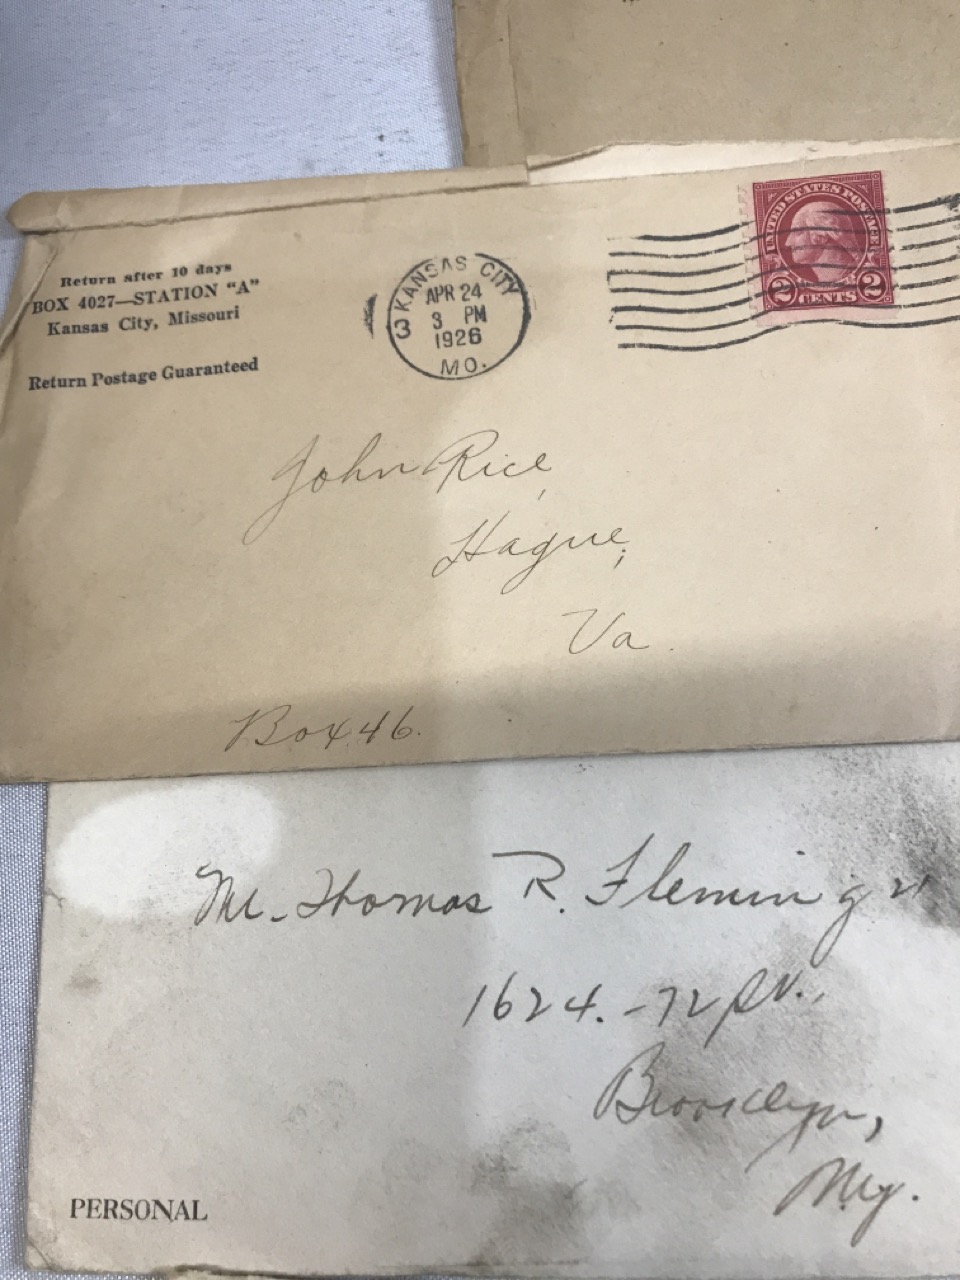 Return after 10 days
BOX 4027—STATION "A"
Kansas City, Missouri
Return Postage Guaranteed
KANSAS CITY
APR 24
3 3 PM
1926
MO.
UNITED STATES POSTAGE
2 CENTS 2
John Rice,
Hague,
Va.
Box 46.
Mr. Thomas R. Fleming
1624.-72
Brooklyn,
N.y.
PERSONAL